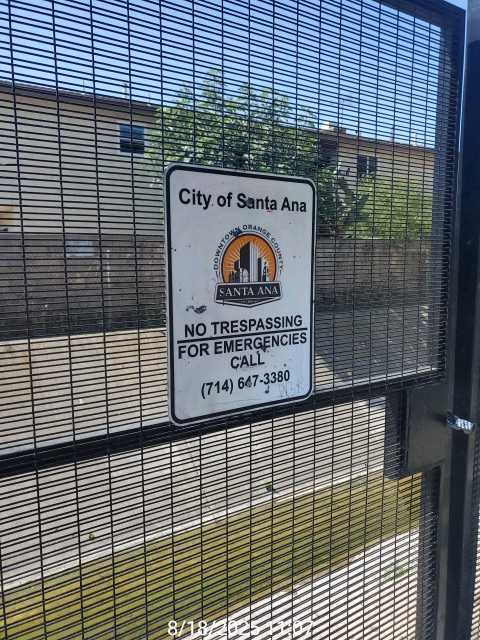 City of Santa Ana
DOWNTOWN ORANGE COUNTY
SANTA ANA
NO TRESPASSING
FOR EMERGENCIES
CALL
(714) 647-3380
8/18/2025 11:07